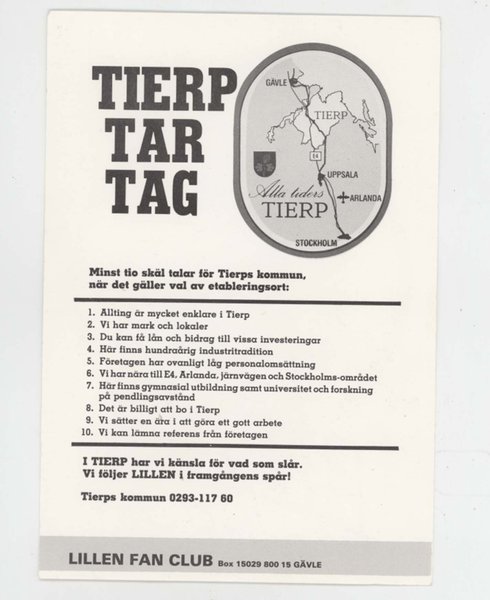 TIERP
TAR
TAG
GÄVLE
TIERP
E4
UPPSALA
ARLANDA
Alla tiders
TIERP
STOCKHOLM
Minst tio skäl talar för Tierps kommun,
när det gäller val av etableringsort:
1. Allting är mycket enklare i Tierp
2. Vi har mark och lokaler
3. Du kan få lån och bidrag till vissa investeringar
4. Här finns hundraårig industritradition
5. Företagen har ovanligt låg personalomsättning
6. Vi har nära till E4, Arlanda, järnvägen och Stockholms-området
7. Här finns gymnasial utbildning samt universitet och forskning
på pendlingsavstånd
8. Det är billigt att bo i Tierp
9. Vi sätter en ära i att göra ett gott arbete
10. Vi kan lämna referens från företagen
I TIERP har vi känsla för vad som slår.
Vi följer LILLEN i framgångens spår!
Tierps kommun 0293-117 60
LILLEN FAN CLUB Box 15029 800 15 GÄVLE